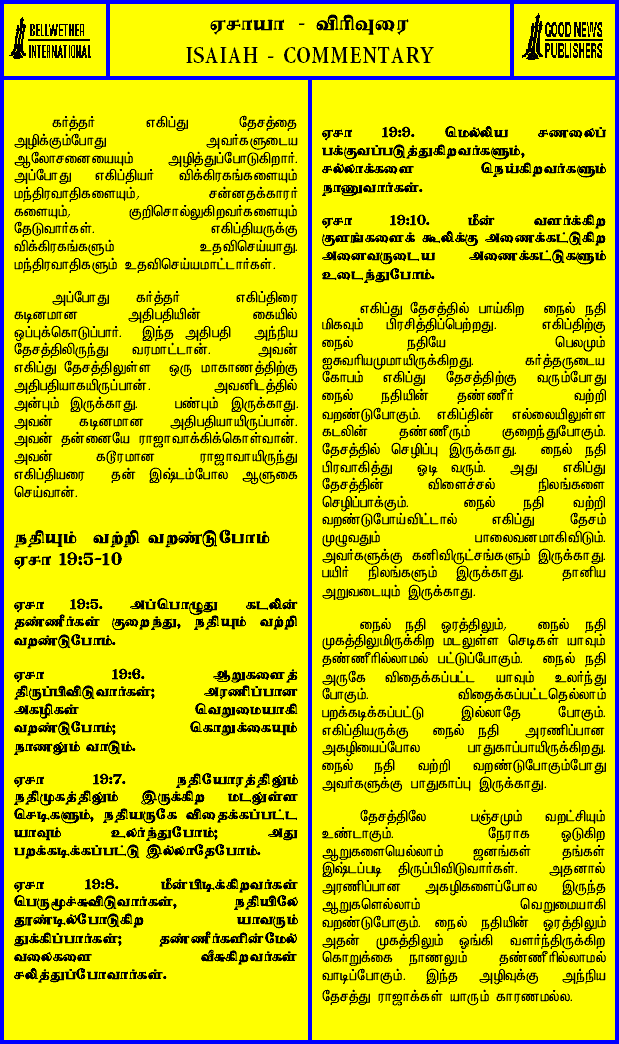 BELLWETHER
INTERNATIONAL
ஏசாயா - விரிவுரை
ISAIAH - COMMENTARY
GOOD NEWS
PUBLISHERS
கர்த்தர் எகிப்து தேசத்தை
அழிக்கும்போது அவர்களுடைய
ஆலோசனையையும் அழித்துப்போடுகிறார்.
அப்போது எகிப்தியர் விக்கிரகங்களையும்
மந்திரவாதிகளையும், சன்னதக்காரர்
களையும், குறிசொல்லுகிறவர்களையும்
தேடுவார்கள். எகிப்தியருக்கு
விக்கிரகங்களும் உதவிசெய்யாது.
மந்திரவாதிகளும் உதவிசெய்யமாட்டார்கள்.
அப்போது கர்த்தர் எகிப்திரை
கடினமான அதிபதியின் கையில்
ஒப்புக்கொடுப்பார். இந்த அதிபதி அந்நிய
தேசத்திலிருந்து வரமாட்டான். அவன்
எகிப்து தேசத்திலுள்ள ஒரு மாகாணத்திற்கு
அதிபதியாகயிருப்பான். அவனிடத்தில்
அன்பும் இருக்காது. பண்பும் இருக்காது.
அவன் கடினமான அதிபதியாயிருப்பான்.
அவன் தன்னையே ராஜாவாக்கிக்கொள்வான்.
அவன் கடூரமான ராஜாவாயிருந்து
எகிப்தியரை தன் இஷ்டம்போல ஆளுகை
செய்வான்.
நதியும் வற்றி வறண்டுபோம்
ஏசா 19:5-10
ஏசா 19:5. அப்பொழுது கடலின்
தண்ணீர்கள் குறைந்து, நதியும் வற்றி
வறண்டுபோம்.
ஏசா 19:6. ஆறுகளைத்
திருப்பிவிடுவார்கள்; அரணிப்பான
அகழிகள் வெறுமையாகி
வறண்டுபோம்; கொறுக்கையும்
நாணலும் வாடும்.
ஏசா 19:7. நதியோரத்திலும்
நதிமுகத்திலும் இருக்கிற மடலுள்ள
செடிகளும், நதியருகே விதைக்கப்பட்ட
யாவும் உலர்ந்துபோம்; அது
பறக்கடிக்கப்பட்டு இல்லாதேபோம்.
ஏசா 19:8. மீன்பிடிக்கிறவர்கள்
பெருமூச்சுவிடுவார்கள், நதியிலே
தூண்டில்போடுகிற யாவரும்
துக்கிப்பார்கள்; தண்ணீர்களின்மேல்
வலைகளை வீசுகிறவர்கள்
சலித்துப்போவார்கள்.
ஏசா 19:9. மெல்லிய சணலைப்
பக்குவப்படுத்துகிறவர்களும்,
சல்லாக்களை நெய்கிறவர்களும்
நாணுவார்கள்.
ஏசா 19:10. மீன் வளர்க்கிற
குளங்களைக் கூலிக்கு அணைக்கட்டுகிற
அனைவருடைய அணைக்கட்டுகளும்
உடைந்துபோம்.
எகிப்து தேசத்தில் பாய்கிற நைல் நதி
மிகவும் பிரசித்திப்பெற்றது. எகிப்திற்கு
நைல் நதியே பெலமும்
ஐசுவரியமுமாயிருக்கிறது. கர்த்தருடைய
கோபம் எகிப்து தேசத்திற்கு வரும்போது
நைல் நதியின் தண்ணீர் வற்றி
வறண்டுபோகும். எகிப்தின் எல்லையிலுள்ள
கடலின் தண்ணீரும் குறைந்துபோகும்.
தேசத்தில் செழிப்பு இருக்காது. நைல் நதி
பிரவாகித்து ஓடி வரும். அது எகிப்து
தேசத்தின் விளைச்சல் நிலங்களை
செழிப்பாக்கும். நைல் நதி வற்றி
வறண்டுபோய்விட்டால் எகிப்து தேசம்
முழுவதும் பாலைவனமாகிவிடும்.
அவர்களுக்கு கனிவிருட்சங்களும் இருக்காது.
பயிர் நிலங்களும் இருக்காது. தானிய
அறுவடையும் இருக்காது.
நைல் நதி ஓரத்திலும், நைல் நதி
முகத்திலுமிருக்கிற மடலுள்ள செடிகள் யாவும்
தண்ணீரில்லாமல் பட்டுப்போகும். நைல் நதி
அருகே விதைக்கப்பட்ட யாவும் உலர்ந்து
போகும். விதைக்கப்பட்டதெல்லாம்
பறக்கடிக்கப்பட்டு இல்லாதே போகும்.
எகிப்தியருக்கு நைல் நதி அரணிப்பான
அகழியைப்போல பாதுகாப்பாயிருக்கிறது.
நைல் நதி வற்றி வறண்டுபோகும்போது
அவர்களுக்கு பாதுகாப்பு இருக்காது.
தேசத்திலே பஞ்சமும் வறட்சியும்
உண்டாகும். நேராக ஓடுகிற
ஆறுகளையெல்லாம் ஜனங்கள் தங்கள்
இஷ்டப்படி திருப்பிவிடுவார்கள். அதனால்
அரணிப்பான அகழிகளைப்போல இருந்த
ஆறுகளெல்லாம் வெறுமையாகி
வறண்டுபோகும். நைல் நதியின் ஓரத்திலும்
அதன் முகத்திலும் ஓங்கி வளர்ந்திருக்கிற
கொறுக்கை நாணலும் தண்ணீரில்லாமல்
வாடிப்போகும். இந்த அழிவுக்கு அந்நிய
தேசத்து ராஜாக்கள் யாரும் காரணமல்ல.